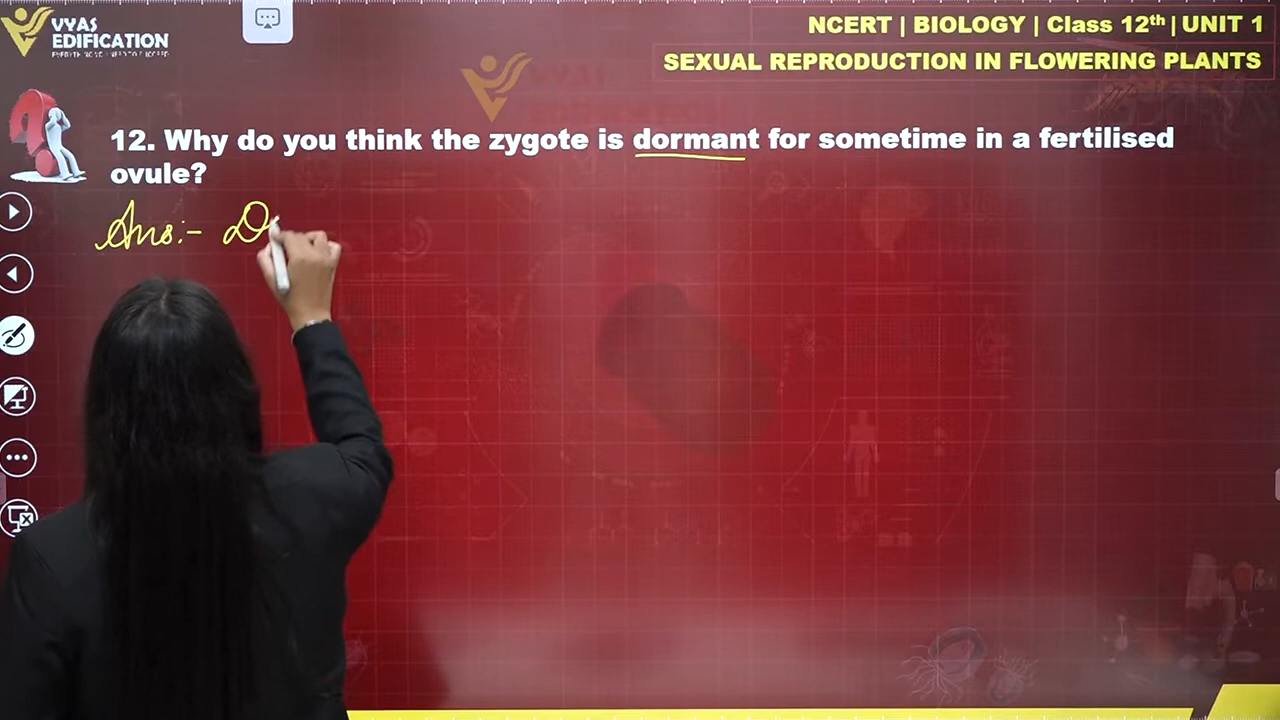 VYAS
EDIFICATION
NCERT | BIOLOGY | Class 12th | UNIT 1
SEXUAL REPRODUCTION IN FLOWERING PLANTS
12. Why do you think the zygote is dormant for sometime in a fertilised
ovule?
Ans:- D